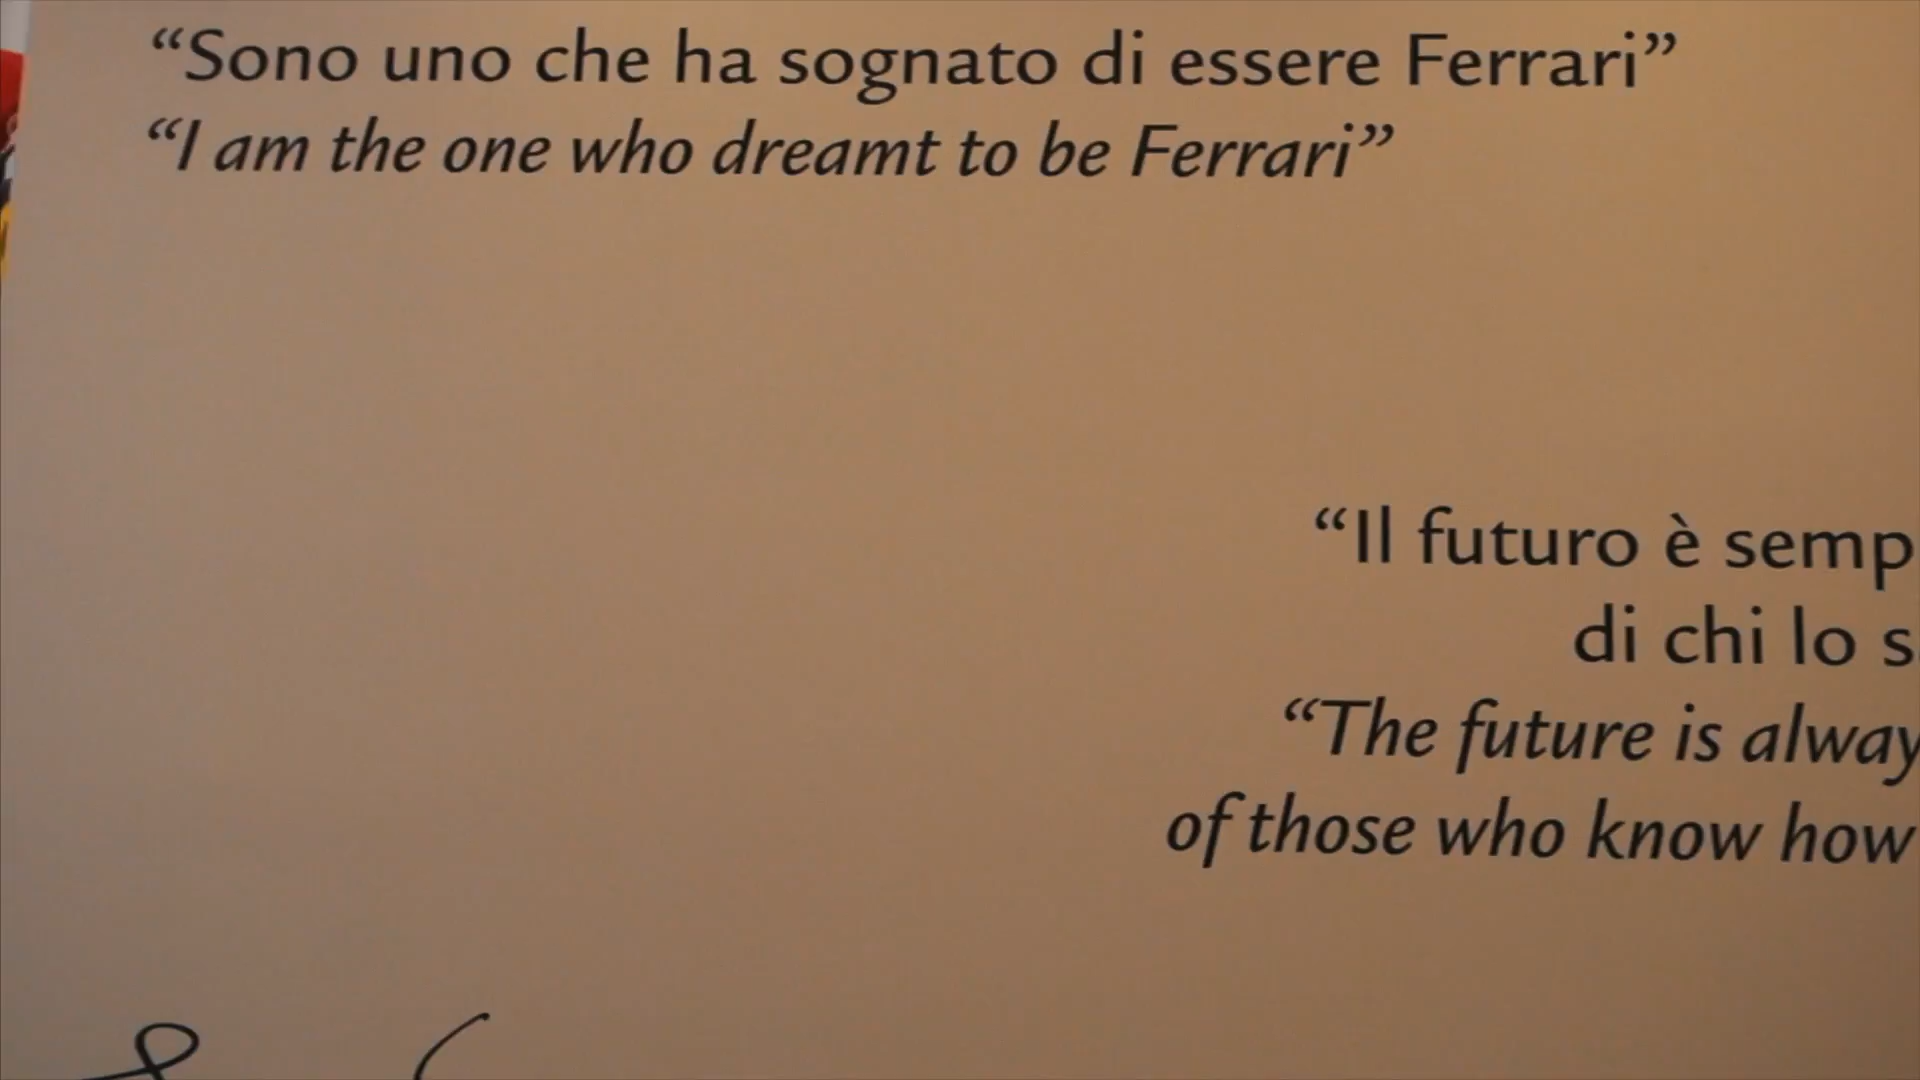 “Sono uno che ha sognato di essere Ferrari”
“I am the one who dreamt to be Ferrari”
“Il futuro è semp
di chi lo s
“The future is alway
of those who know how